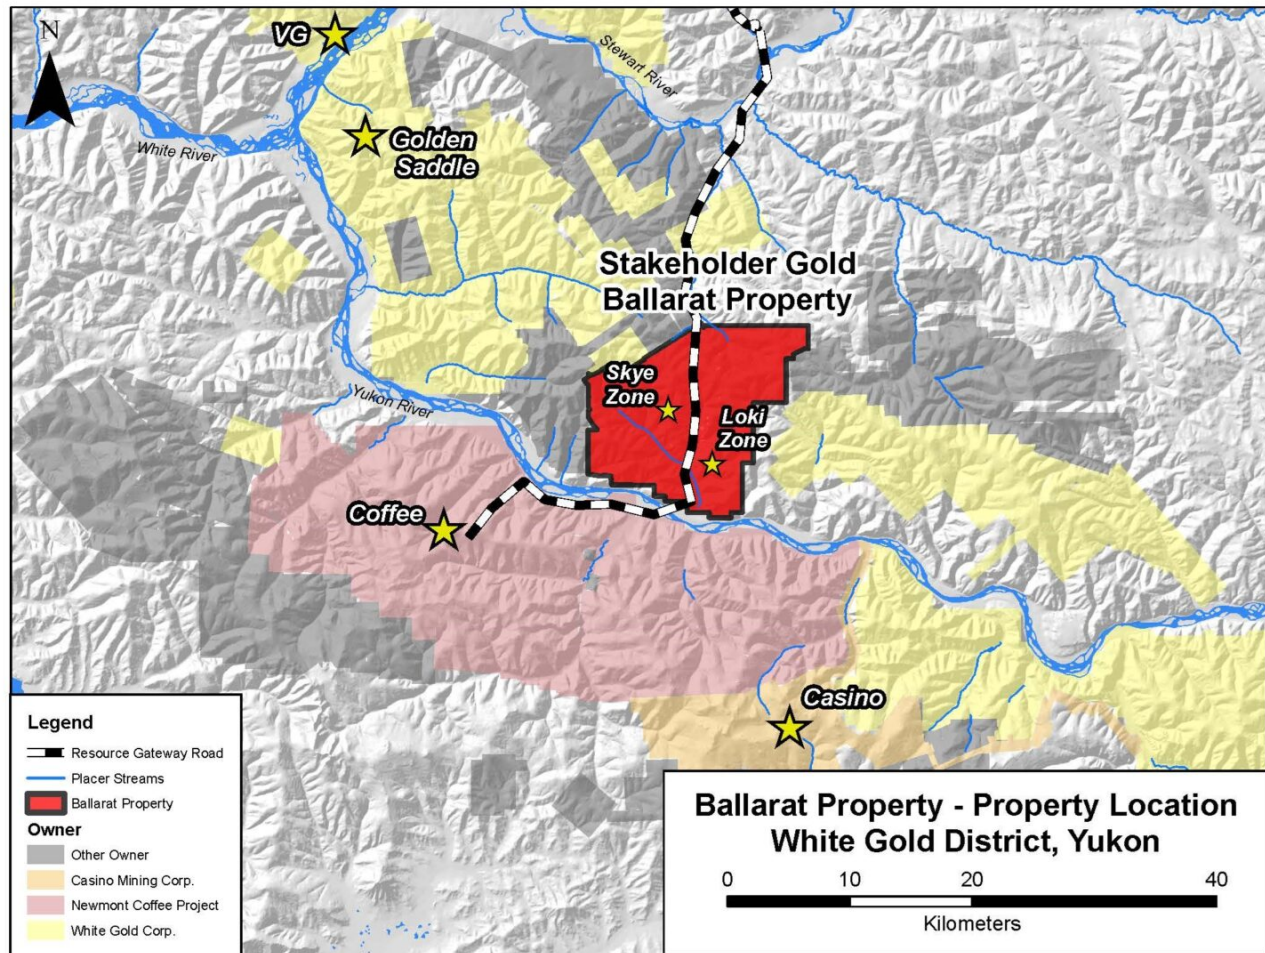 N
VG
Stewart River
Golden
Saddle
White River
Stakeholder Gold
Ballarat Property
Skye
Zone
Loki
Zone
Yukon River
Coffee
Casino
Legend
Resource Gateway Road
Placer Streams
Ballarat Property
Owner
Other Owner
Casino Mining Corp.
Newmont Coffee Project
White Gold Corp.
Ballarat Property - Property Location
White Gold District, Yukon
0 10 20 40
Kilometers